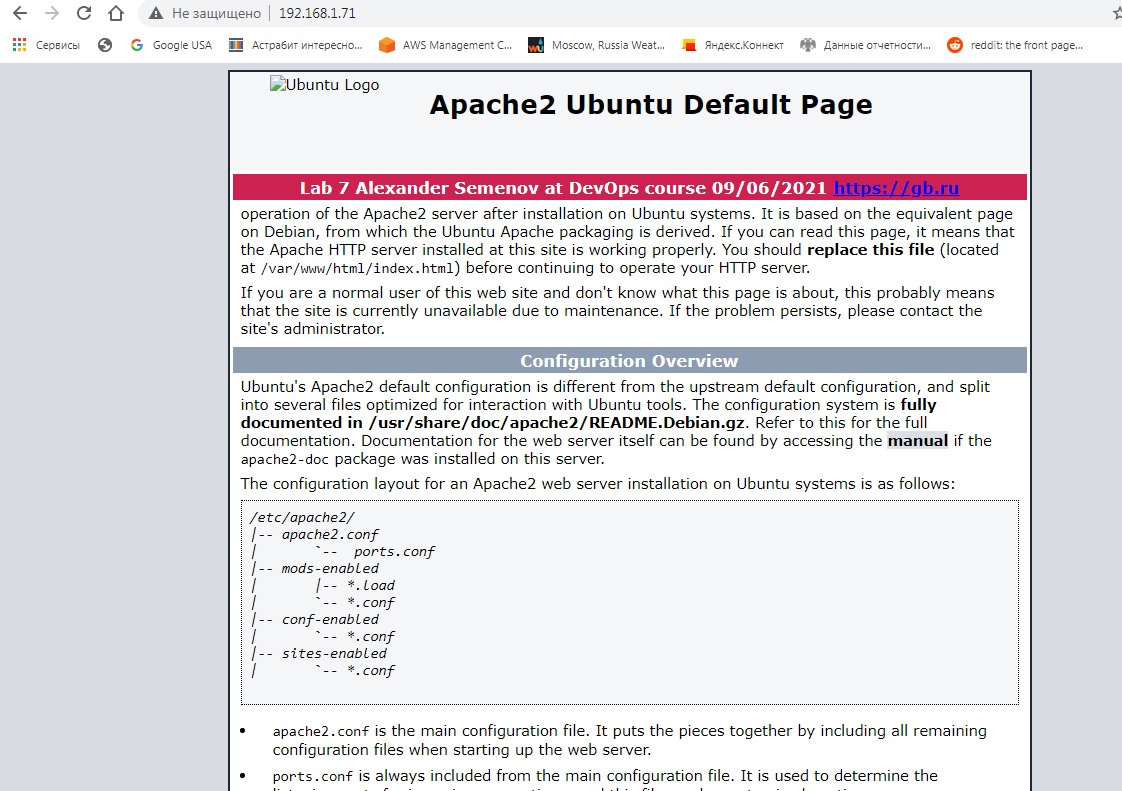 Не защищено 192.168.1.71
Сервисы Google USA Астрабит интересно... AWS Management C... Moscow, Russia Weat... Яндекс.Коннект Данные отчетности... reddit: the front page...
Ubuntu Logo
Apache2 Ubuntu Default Page
Lab 7 Alexander Semenov at DevOps course 09/06/2021 https://gb.ru
operation of the Apache2 server after installation on Ubuntu systems. It is based on the equivalent page
on Debian, from which the Ubuntu Apache packaging is derived. If you can read this page, it means that
the Apache HTTP server installed at this site is working properly. You should replace this file (located
at /var/www/html/index.html) before continuing to operate your HTTP server.
If you are a normal user of this web site and don't know what this page is about, this probably means
that the site is currently unavailable due to maintenance. If the problem persists, please contact the
site's administrator.
Configuration Overview
Ubuntu's Apache2 default configuration is different from the upstream default configuration, and split
into several files optimized for interaction with Ubuntu tools. The configuration system is fully
documented in /usr/share/doc/apache2/README.Debian.gz. Refer to this for the full
documentation. Documentation for the web server itself can be found by accessing the manual if the
apache2-doc package was installed on this server.
The configuration layout for an Apache2 web server installation on Ubuntu systems is as follows:
/etc/apache2/
|-- apache2.conf
|       `--  ports.conf
|-- mods-enabled
|       |-- *.load
|       `-- *.conf
|-- conf-enabled
|       `-- *.conf
|-- sites-enabled
|       `-- *.conf
• apache2.conf is the main configuration file. It puts the pieces together by including all remaining
configuration files when starting up the web server.
• ports.conf is always included from the main configuration file. It is used to determine the